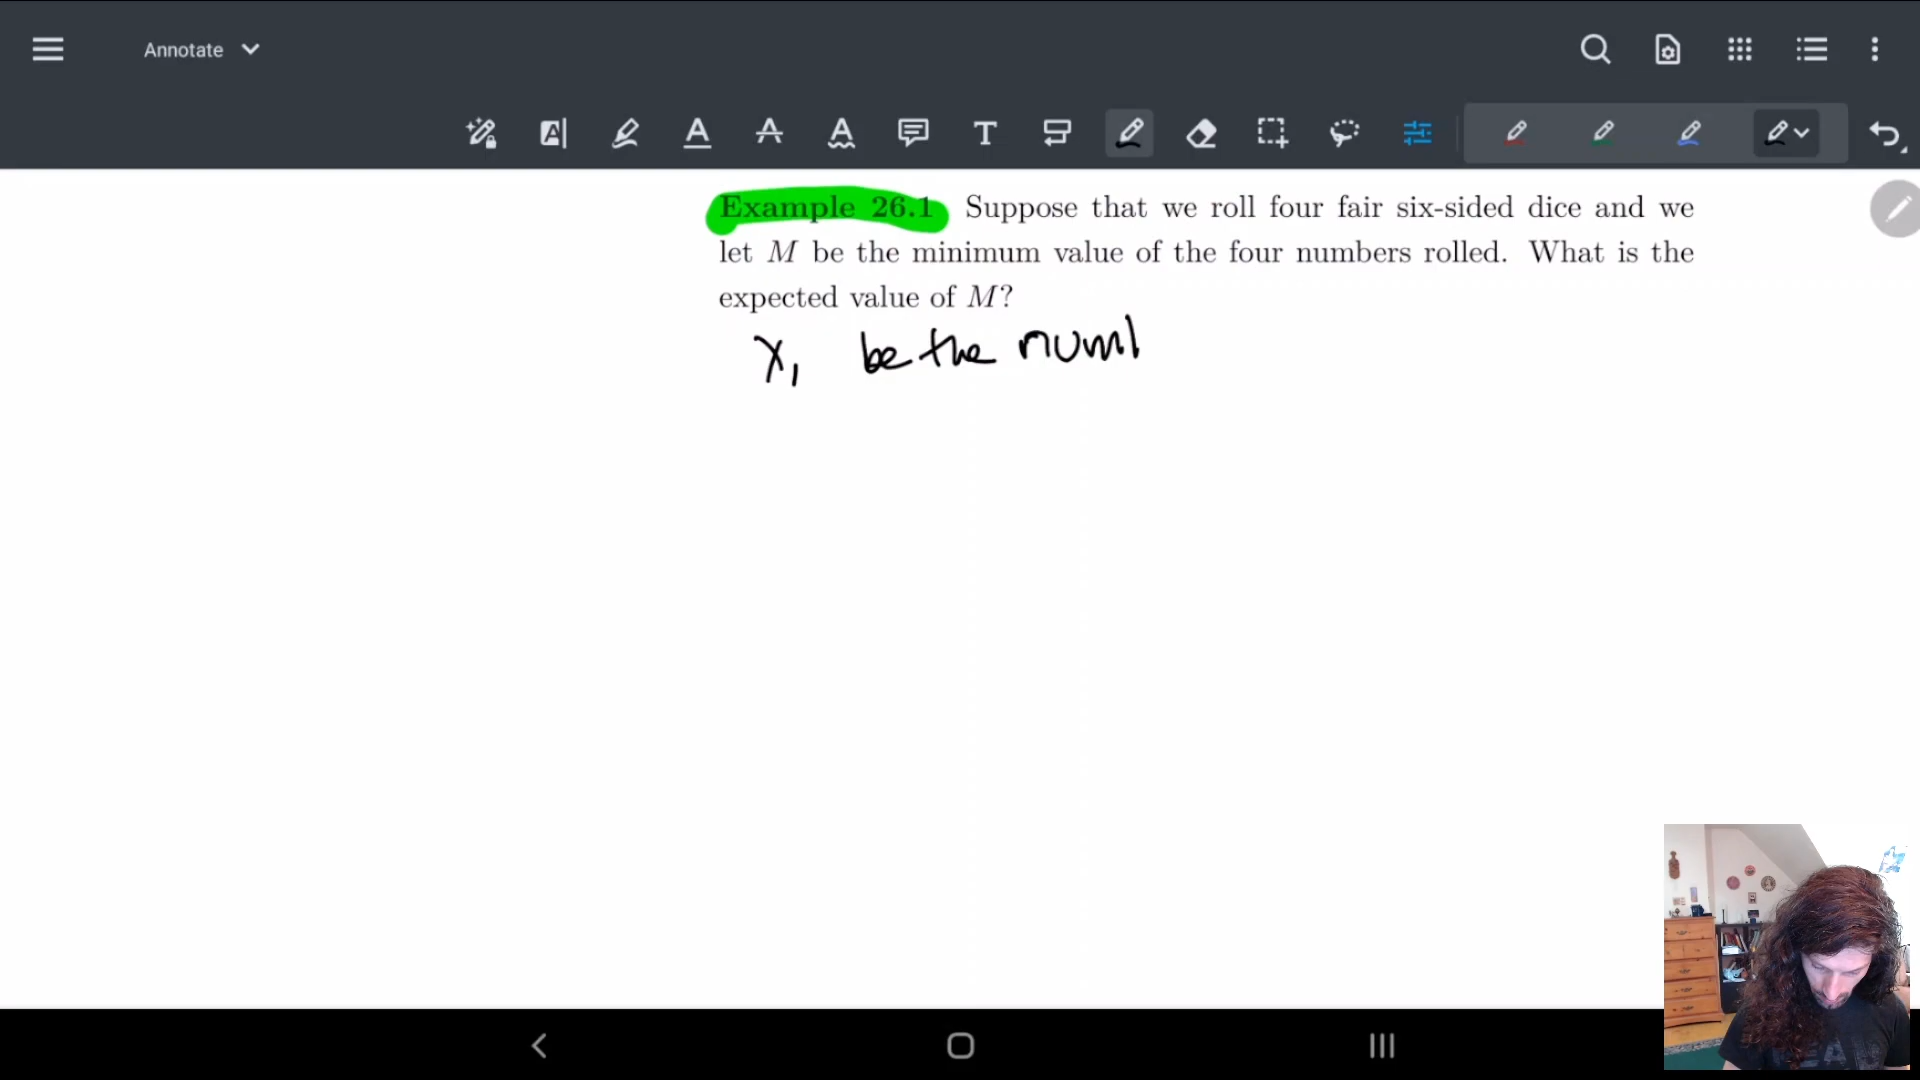 Annotate
Example 26.1 Suppose that we roll four fair six-sided dice and we
let M be the minimum value of the four numbers rolled. What is the
expected value of M?
X₁ be the numl